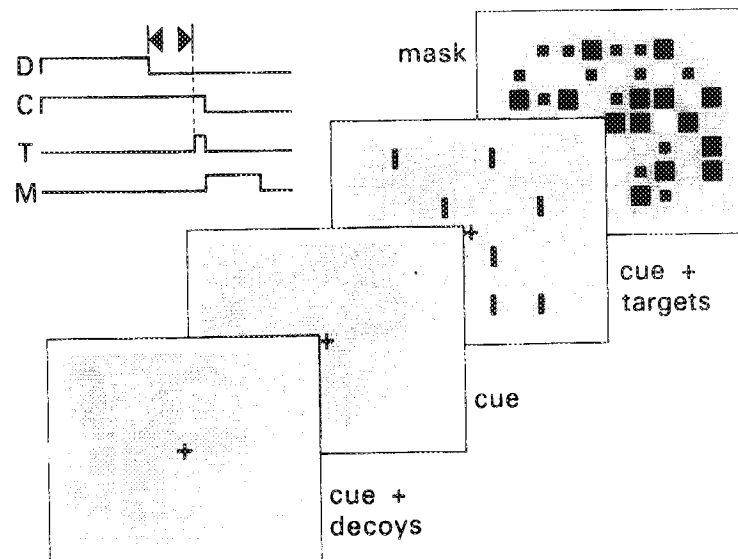 D
C
T
M
mask
cue +
targets
cue
cue +
decoys